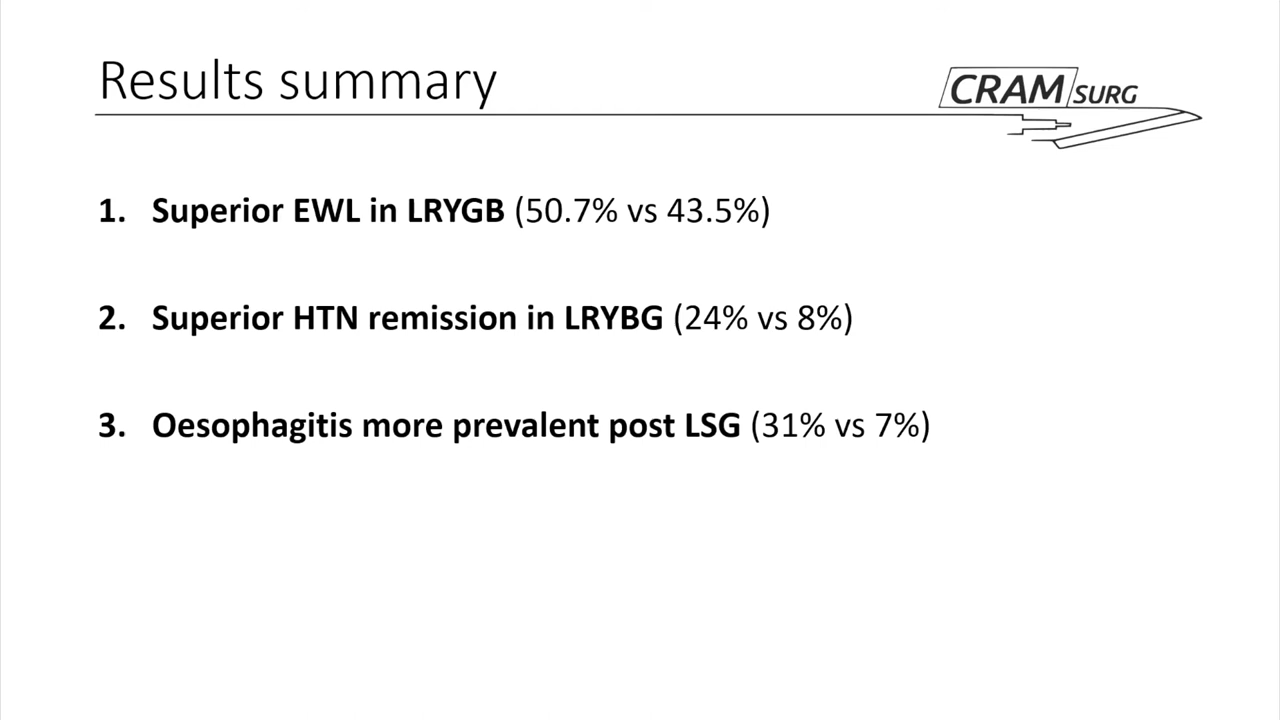 Results summary
CRAM SURG
1. Superior EWL in LRYGB (50.7% vs 43.5%)
2. Superior HTN remission in LRYBG (24% vs 8%)
3. Oesophagitis more prevalent post LSG (31% vs 7%)